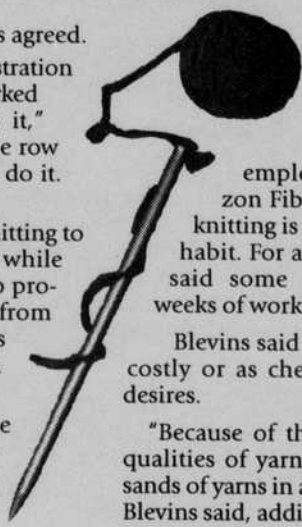 s agreed.
stration
rked
it,"
e row
do it.
itting to
while
o pro-
from
s
e
emplo
zon Fib
knitting is
habit. For a
said some
weeks of work
Blevins said
costly or as che
desires.
"Because of th
qualities of yarn
sands of yarns in a
Blevins said, addi